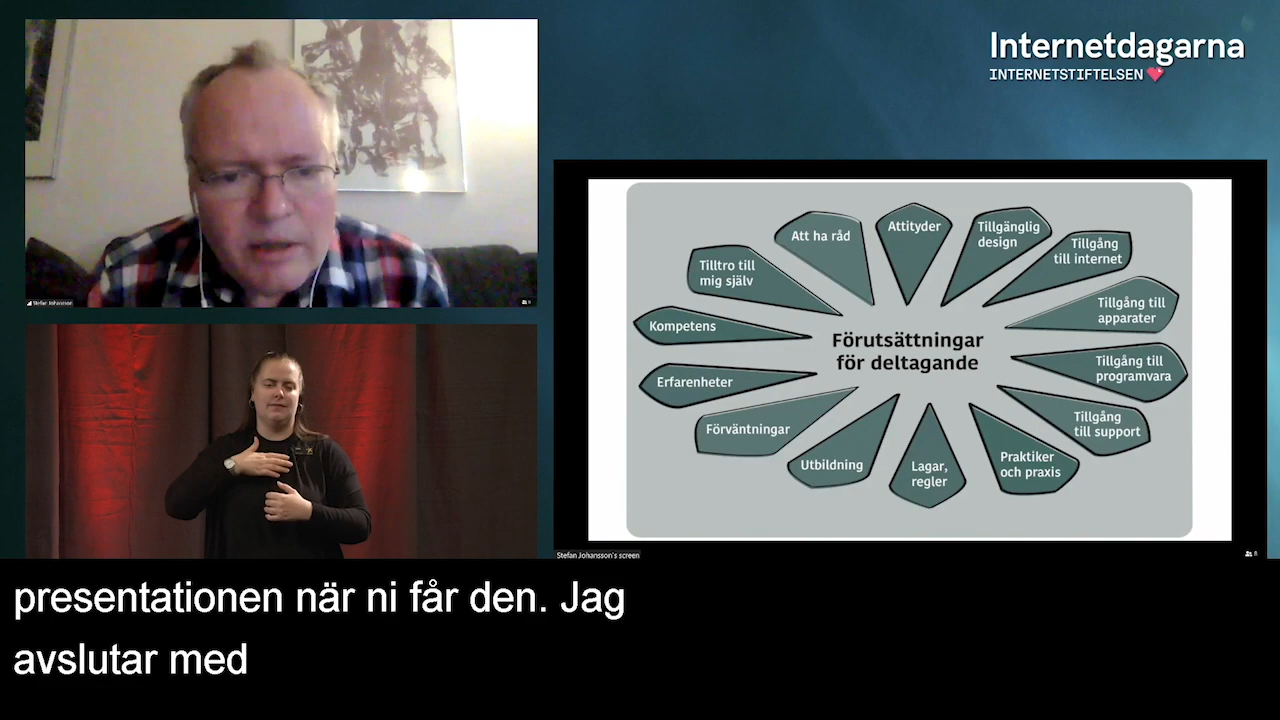 Internetdagarna
INTERNETSTIFTELSEN
Stefan Johansson
Attityder
Tillgänglig
design
Tillgång
till internet
Tillgång till
apparater
Tillgång till
programvara
Tillgång
till support
Praktiker
och praxis
Lagar,
regler
Utbildning
Förväntningar
Erfarenheter
Kompetens
Tilltro till
mig själv
Att ha råd
Förutsättningar
för deltagande
Stefan Johansson's screen
presentationen när ni får den. Jag
avslutar med